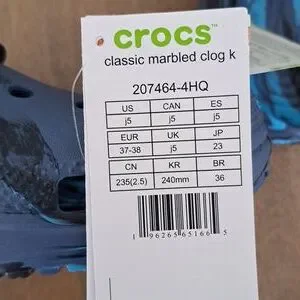 crocs™
classic marbled clog k
207464-4HQ
US CAN ES
j5 j5 j5
EUR UK JP
37-38 j5 23
CN KR BR
235(2.5) 240mm 36
1 96265 65166 5